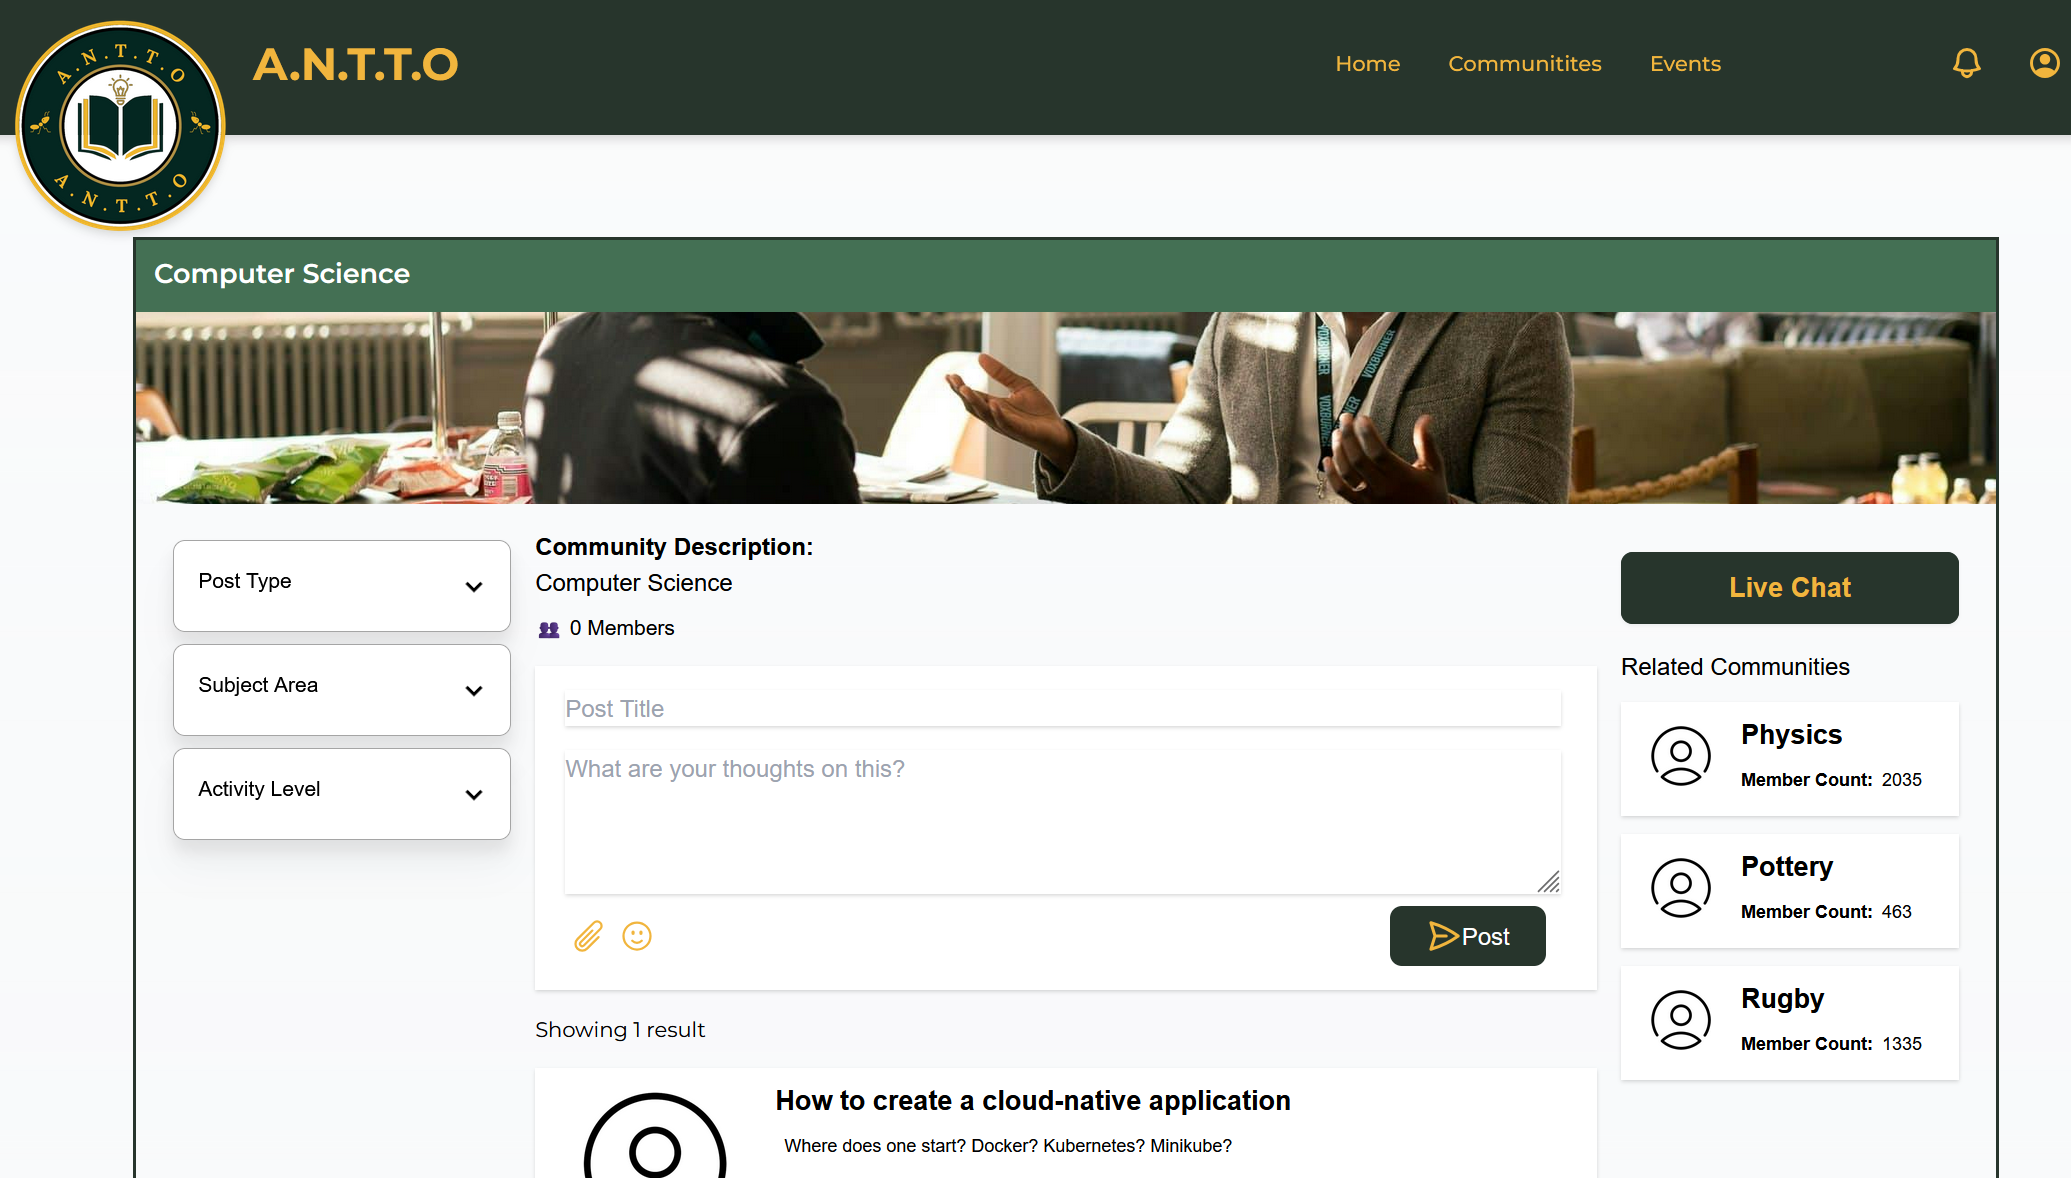 A.N.T.T.O
A.N.T.T.O
A.N.T.T.O
Home
Communitites
Events
Computer Science
VOXBURNER
VOXBURNER
VOXBURNER
Post Type
Subject Area
Activity Level
Community Description:
Computer Science
0 Members
Post Title
What are your thoughts on this?
Post
Live Chat
Related Communities
Physics
Member Count: 2035
Pottery
Member Count: 463
Rugby
Member Count: 1335
Showing 1 result
How to create a cloud-native application
Where does one start? Docker? Kubernetes? Minikube?